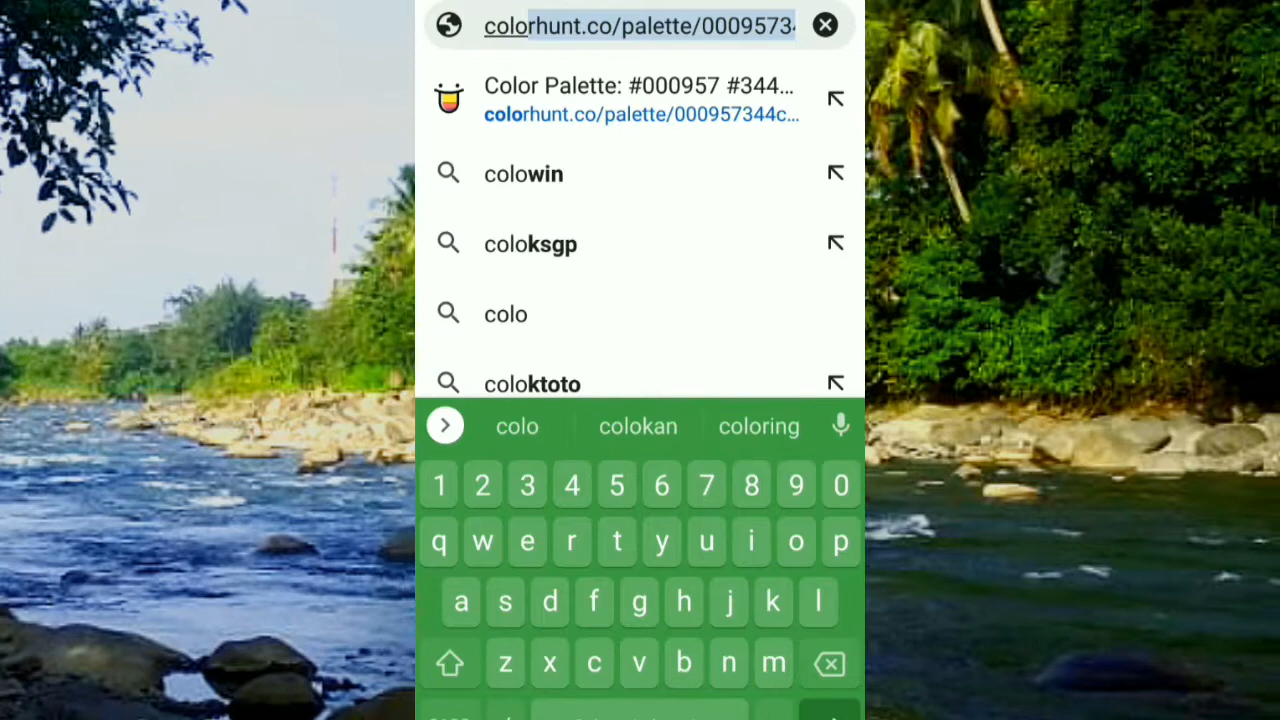 colorhunt.co/palette/00095734
Color Palette: #000957 #344...
colorhunt.co/palette/000957344c...
colowin
coloksgp
colo
coloktoto
colo colokan coloring
1 2 3 4 5 6 7 8 9 0
q w e r t y u i o p
a s d f g h j k l
z x c v b n m